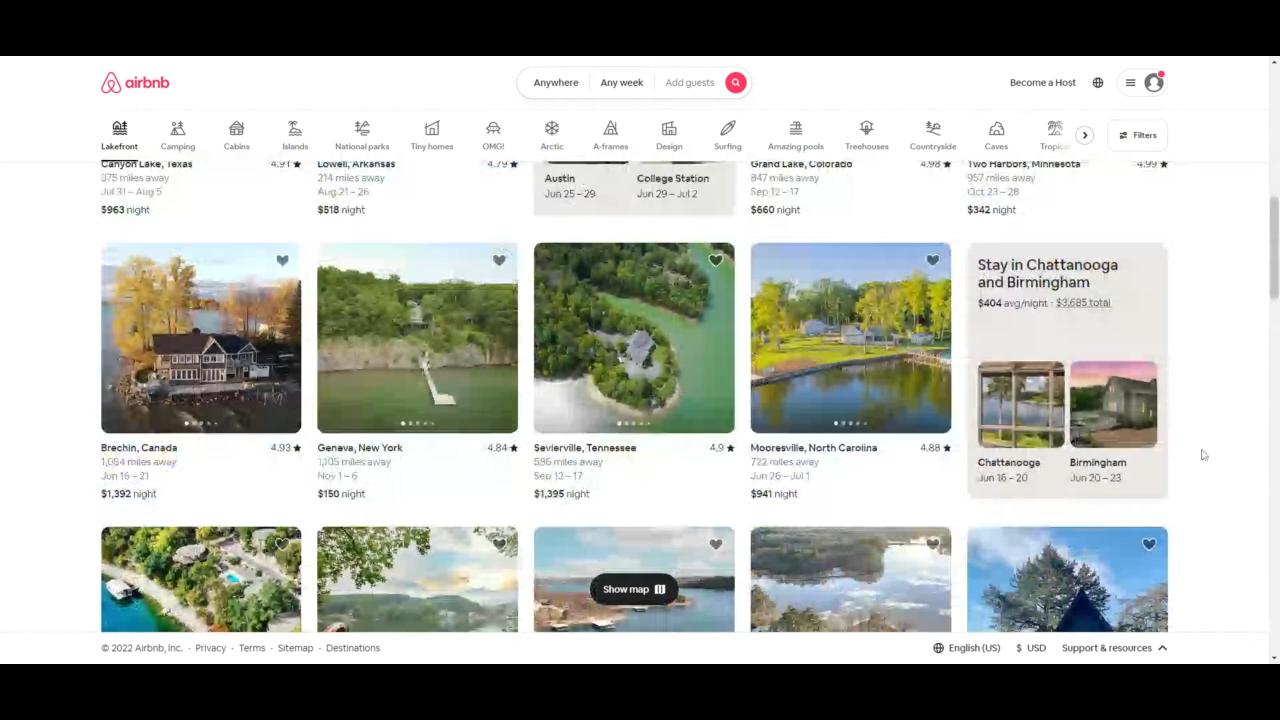 airbnb
Anywhere Any week Add guests
Become a Host
Lakefront Camping Cabins Islands National parks Tiny homes OMG! Arctic A-frames Design Surfing Amazing pools Treehouses Countryside Caves Tropical
Filters
Canyon Lake, Texas 4.91
375 miles away
Jul 31 – Aug 5
$963 night
Lowell, Arkansas 4.79
214 miles away
Aug 21 – 26
$518 night
Austin
Jun 25 – 29
College Station
Jun 29 – Jul 2
Grand Lake, Colorado 4.98
847 miles away
Sep 12 – 17
$660 night
Two Harbors, Minnesota 4.99
957 miles away
Oct 23 – 28
$342 night
Brechin, Canada 4.93
1,084 miles away
Jun 16 – 21
$1,392 night
Geneva, New York 4.84
1,105 miles away
Nov 1 – 6
$150 night
Sevierville, Tennessee 4.9
596 miles away
Sep 12 – 17
$1,395 night
Mooresville, North Carolina 4.88
722 miles away
Jun 26 – Jul 1
$941 night
Stay in Chattanooga
and Birmingham
$404 avg/night · $3,685 total
Chattanooga
Jun 16 – 20
Birmingham
Jun 20 – 23
Show map
© 2022 Airbnb, Inc. · Privacy · Terms · Sitemap · Destinations
English (US) $ USD Support & resources